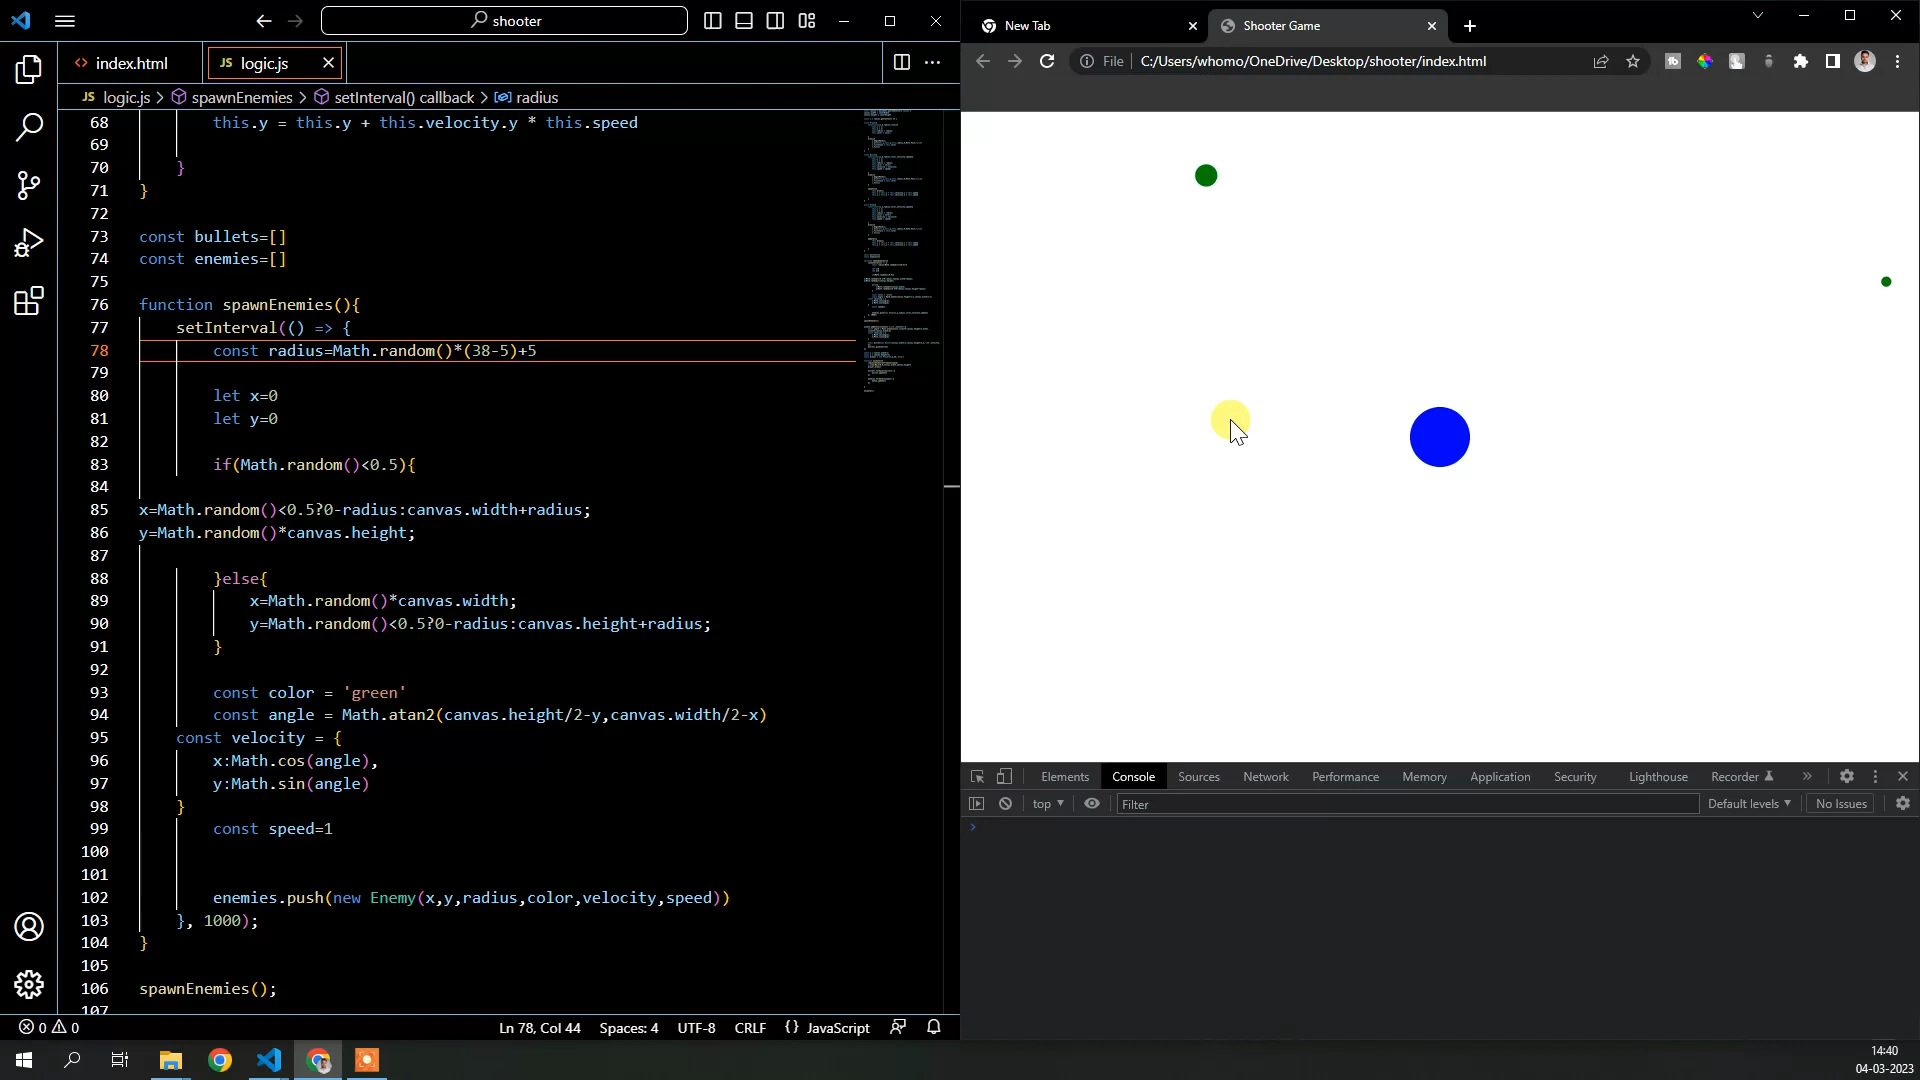 shooter
index.html
JS logic.js
JS logic.js > spawnEnemies > setInterval() callback > radius
68 this.y = this.y + this.velocity.y * this.speed
69
70 }
71 }
72
73 const bullets=[]
74 const enemies=[]
75
76 function spawnEnemies(){
77 setInterval(() => {
78 const radius=Math.random()*(38-5)+5
79
80 let x=0
81 let y=0
82
83 if(Math.random()<0.5){
84
85 x=Math.random()<0.5?0-radius:canvas.width+radius;
86 y=Math.random()*canvas.height;
87
88 }else{
89 x=Math.random()*canvas.width;
90 y=Math.random()<0.5?0-radius:canvas.height+radius;
91 }
92
93 const color = 'green'
94 const angle = Math.atan2(canvas.height/2-y,canvas.width/2-x)
95 const velocity = {
96 x:Math.cos(angle),
97 y:Math.sin(angle)
98 }
99 const speed=1
100
101
102 enemies.push(new Enemy(x,y,radius,color,velocity,speed))
103 }, 1000);
104 }
105
106 spawnEnemies();
107
0 0
Ln 78, Col 44 Spaces: 4 UTF-8 CRLF {} JavaScript
New Tab
Shooter Game
File C:/Users/whomo/OneDrive/Desktop/shooter/index.html
Elements Console Sources Network Performance Memory Application Security Lighthouse Recorder
top Filter Default levels No Issues
14:40
04-03-2023